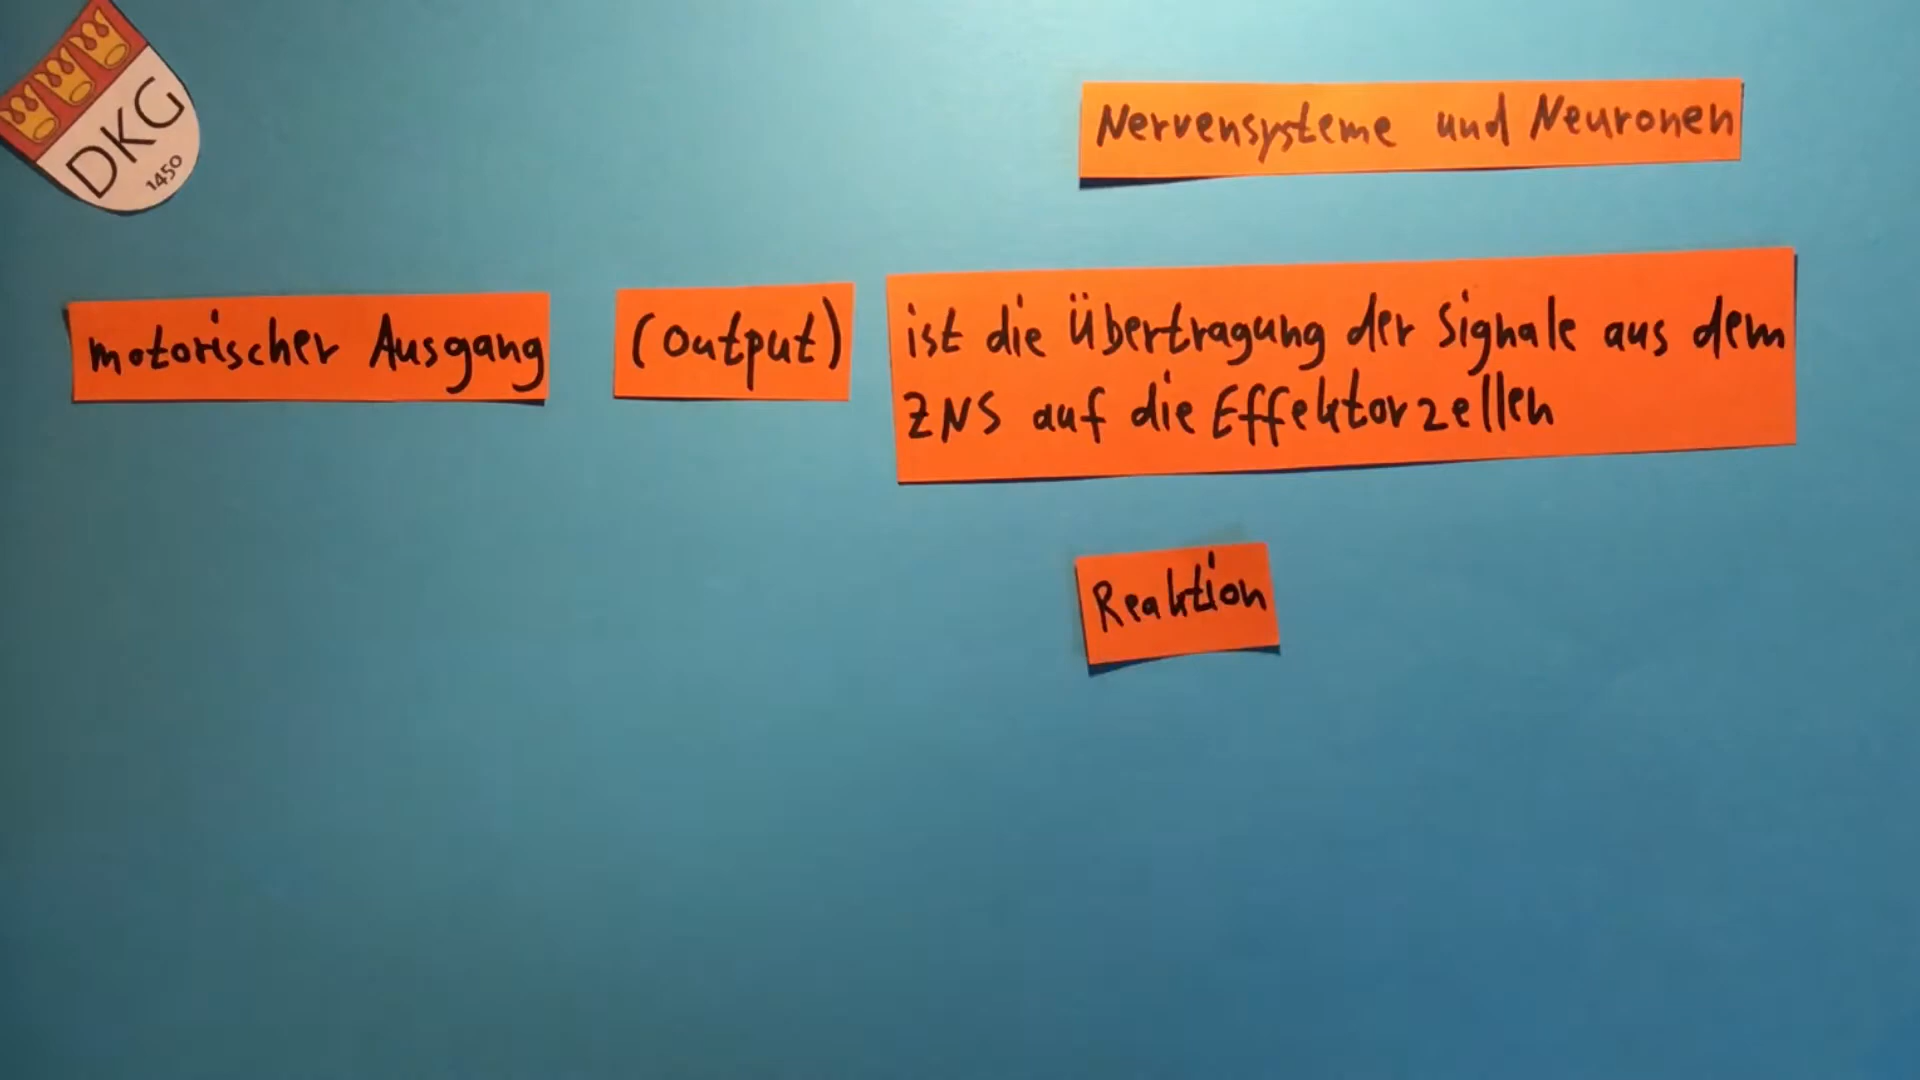 DKG
1450
Nervensysteme und Neuronen
motorischer Ausgang
(Output)
ist die Übertragung der Signale aus dem
ZNS auf die Effektorzellen
Reaktion